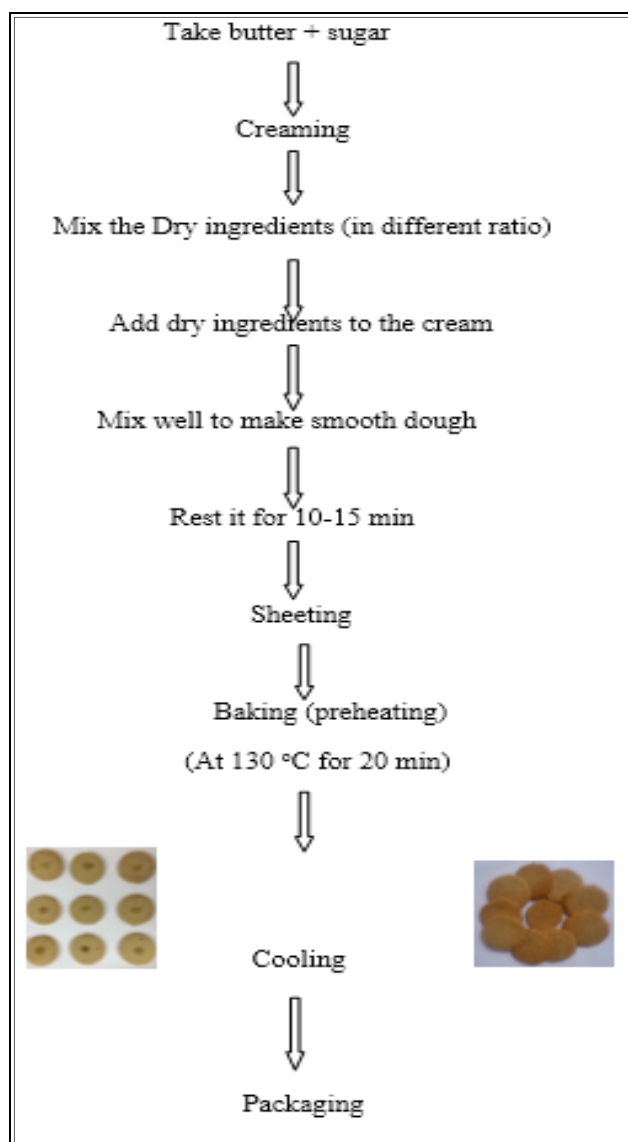 Take butter + sugar
Creaming
Mix the Dry ingredients (in different ratio)
Add dry ingredients to the cream
Mix well to make smooth dough
Rest it for 10-15 min
Sheeting
Baking (preheating)
(At 130 °C for 20 min)
Cooling
Packaging